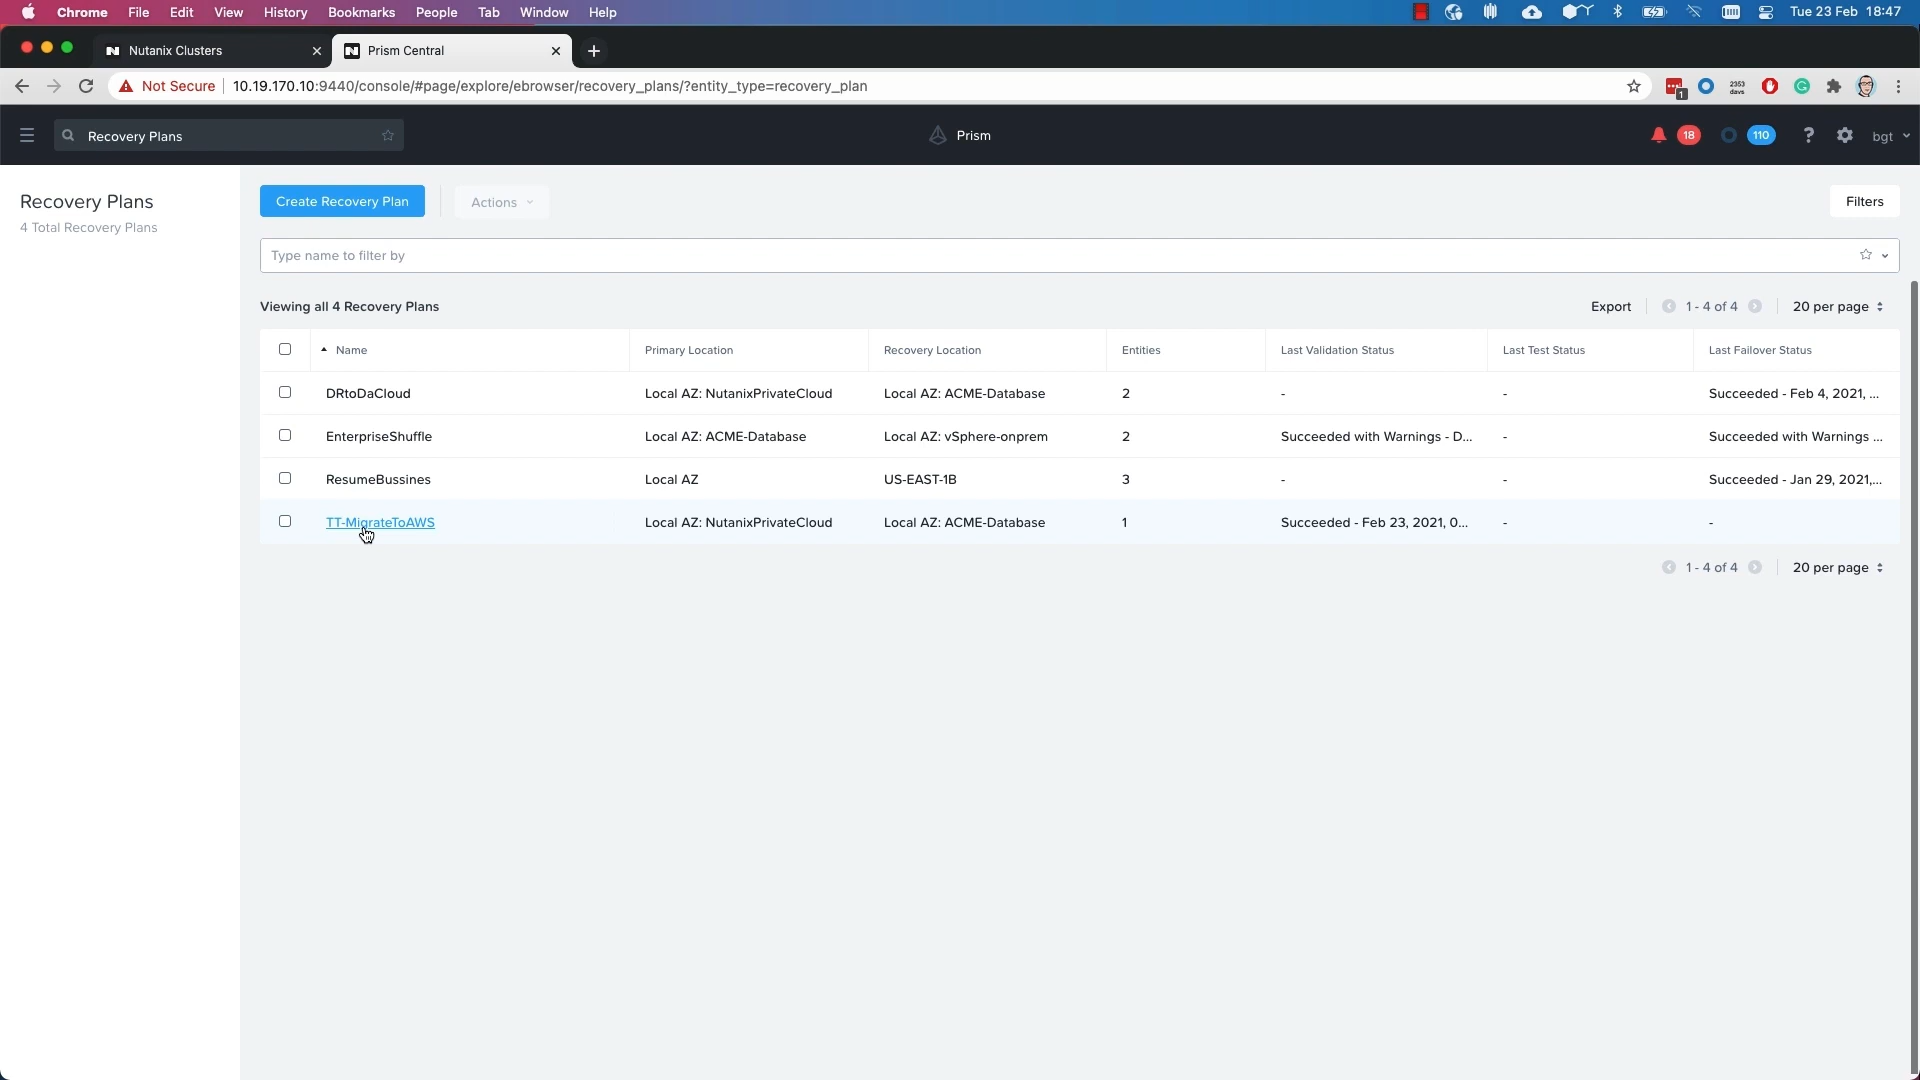 Chrome File Edit View History Bookmarks People Tab Window Help Tue 23 Feb 18:47
Nutanix Clusters Prism Central
Not Secure 10.19.170.10:9440/console/#page/explore/ebrowser/recovery_plans/?entity_type=recovery_plan 1 2353 days
Recovery Plans Prism 18 110 ? bgt
Recovery Plans
4 Total Recovery Plans
Create Recovery Plan Actions Filters
Type name to filter by
Viewing all 4 Recovery Plans Export 1 - 4 of 4 20 per page
Name Primary Location Recovery Location Entities Last Validation Status Last Test Status Last Failover Status
DRtoDaCloud Local AZ: NutanixPrivateCloud Local AZ: ACME-Database 2 - - Succeeded - Feb 4, 2021, ...
EnterpriseShuffle Local AZ: ACME-Database Local AZ: vSphere-onprem 2 Succeeded with Warnings - D... - Succeeded with Warnings ...
ResumeBussines Local AZ US-EAST-1B 3 - - Succeeded - Jan 29, 2021,...
TT-MigrateToAWS Local AZ: NutanixPrivateCloud Local AZ: ACME-Database 1 Succeeded - Feb 23, 2021, 0... - -
1 - 4 of 4 20 per page